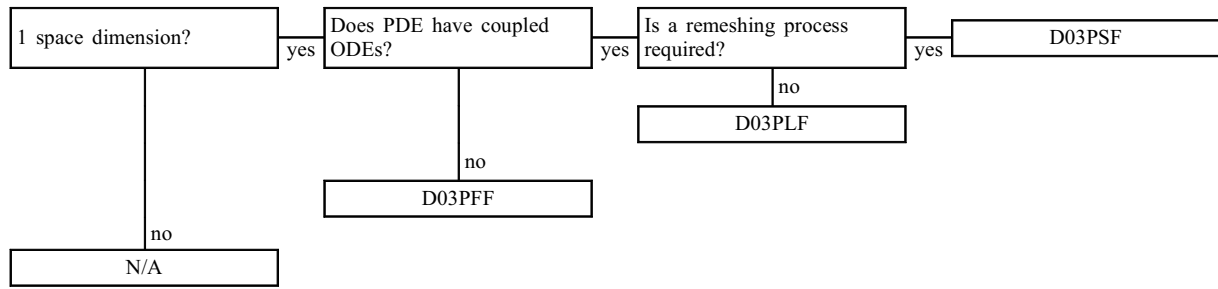 1 space dimension?
yes
Does PDE have coupled
ODEs?
yes
Is a remeshing process
required?
yes
D03PSF
no
D03PLF
no
D03PFF
no
N/A